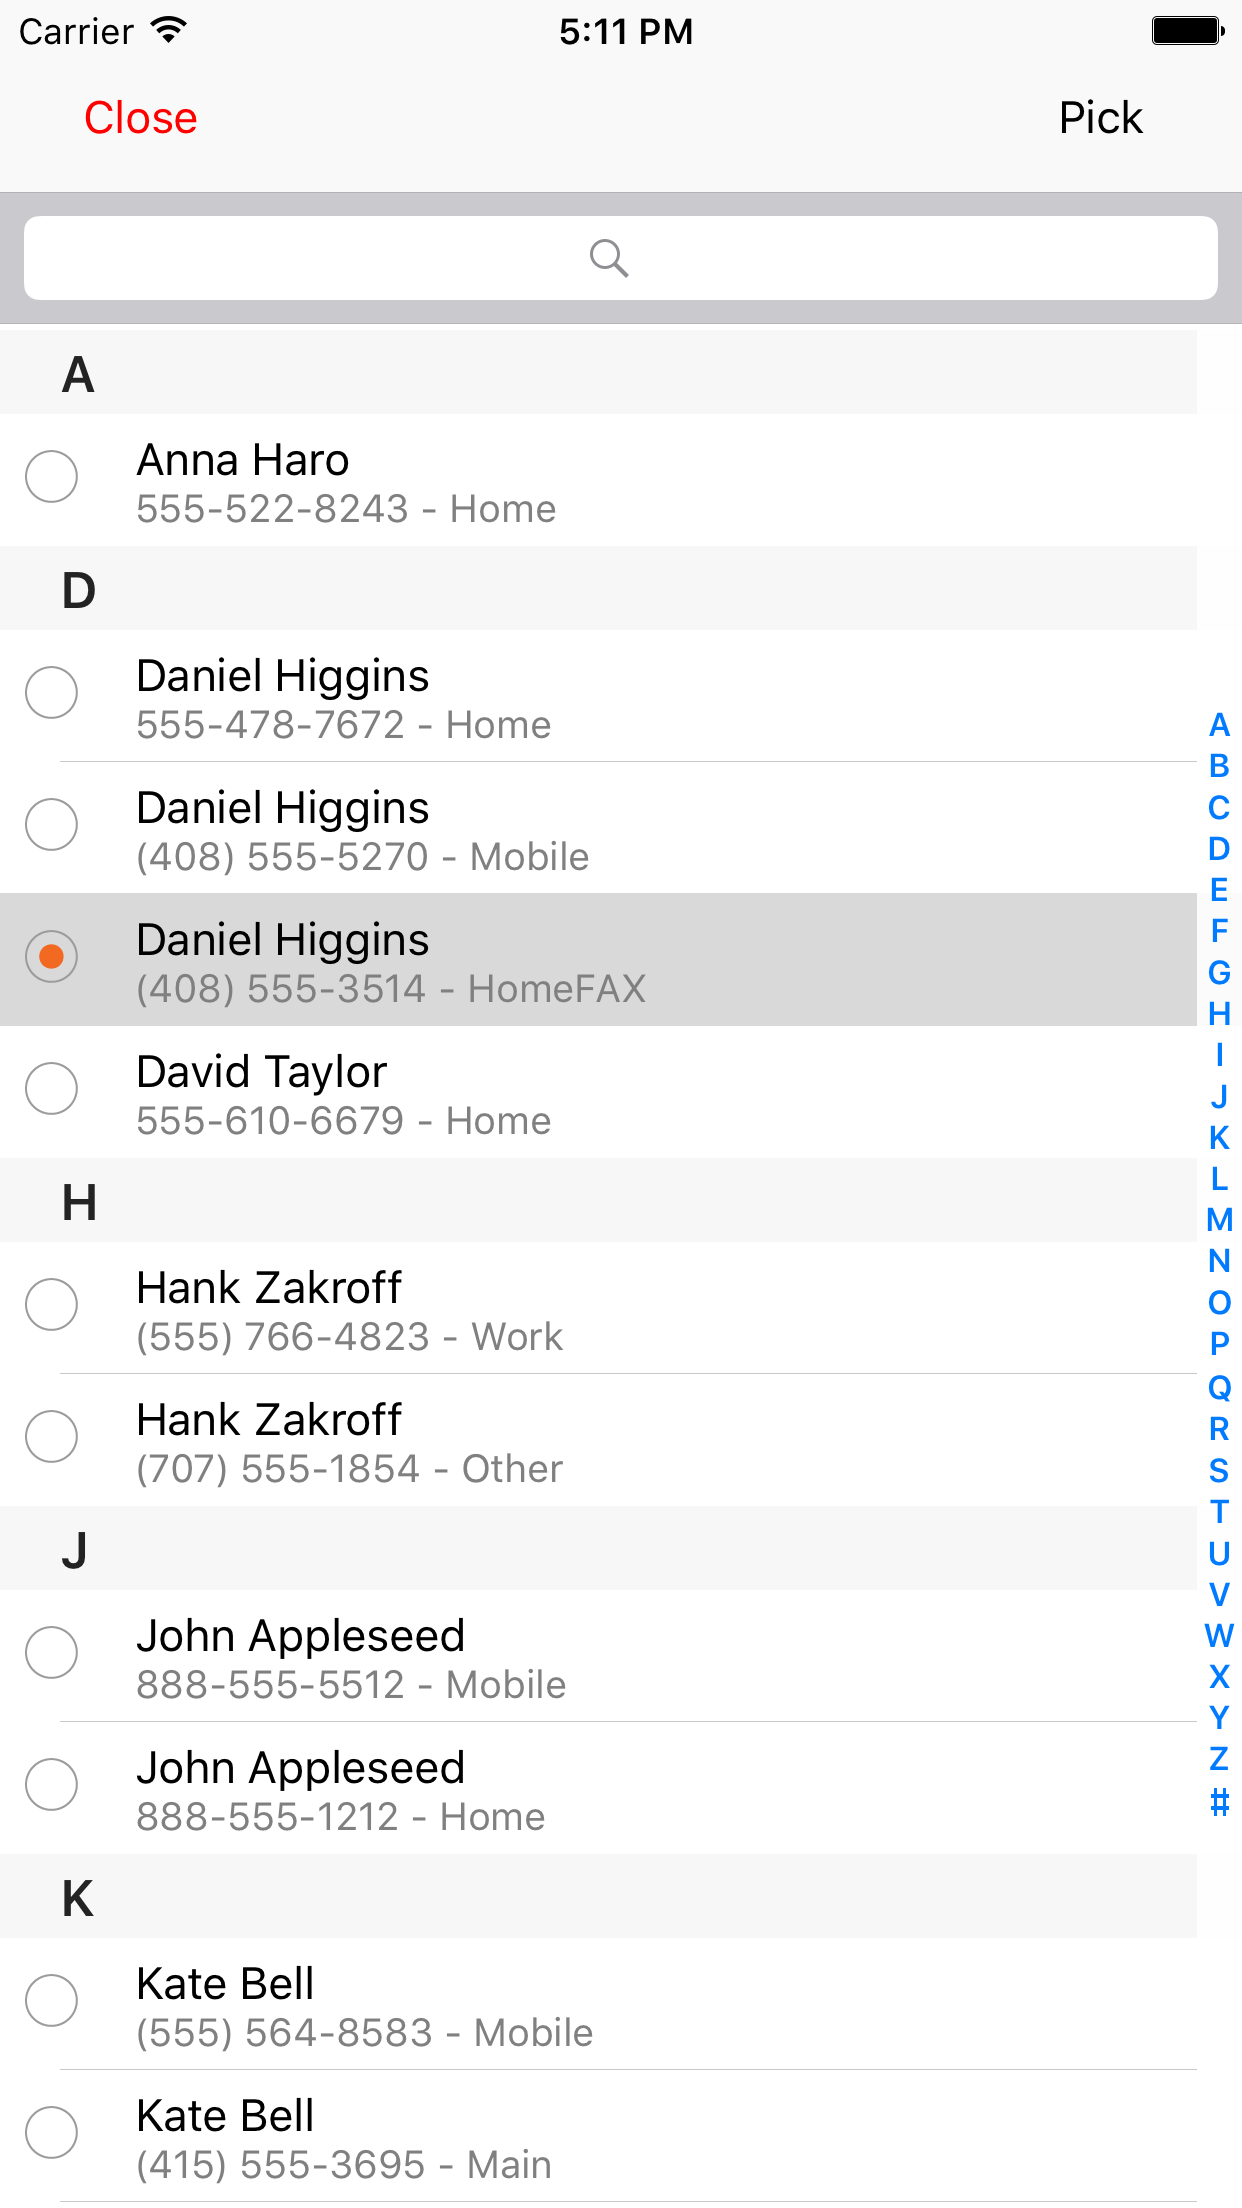 Carrier 5:11 PM
Close Pick
A
Anna Haro
555-522-8243 - Home
D
Daniel Higgins
555-478-7672 - Home
Daniel Higgins
(408) 555-5270 - Mobile
Daniel Higgins
(408) 555-3514 - HomeFAX
David Taylor
555-610-6679 - Home
H
Hank Zakroff
(555) 766-4823 - Work
Hank Zakroff
(707) 555-1854 - Other
J
John Appleseed
888-555-5512 - Mobile
John Appleseed
888-555-1212 - Home
K
Kate Bell
(555) 564-8583 - Mobile
Kate Bell
(415) 555-3695 - Main
A
B
C
D
E
F
G
H
I
J
K
L
M
N
O
P
Q
R
S
T
U
V
W
X
Y
Z
#